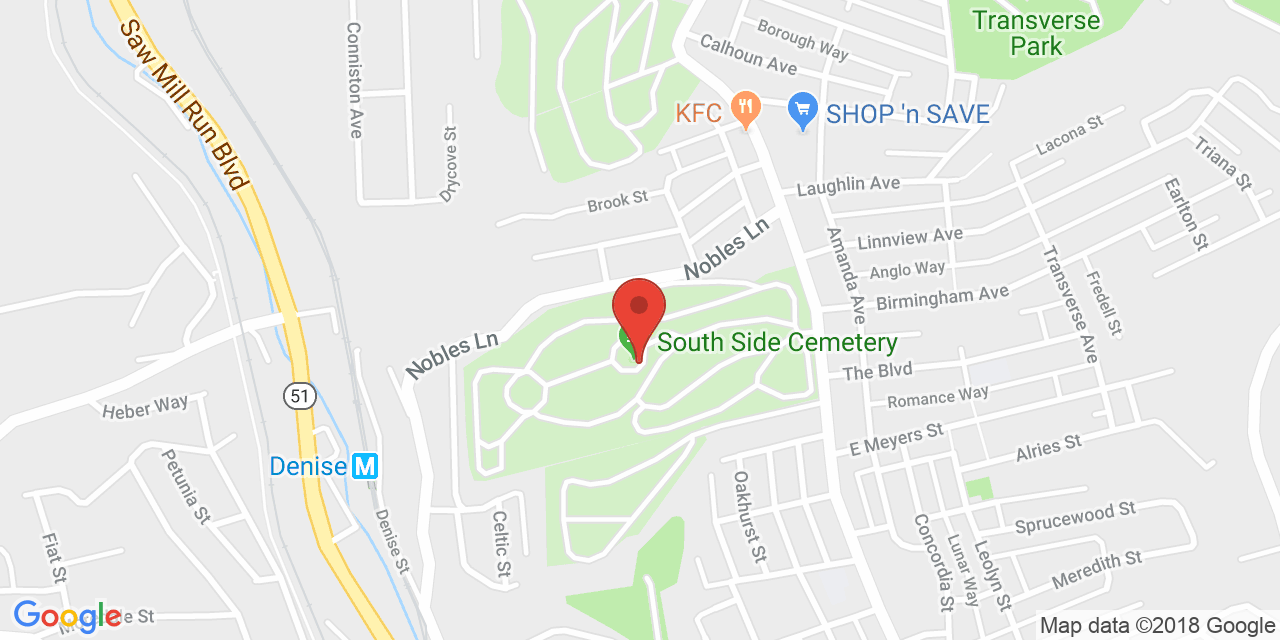 Transverse
Park
Borough Way
Calhoun Ave
Saw Mill Run Blvd
Conniston Ave
Drycove St
KFC
SHOP 'n SAVE
Lacona St
Triana St
Earlton St
Laughlin Ave
Brook St
Nobles Ln
Linnview Ave
Amanda Ave
Anglo Way
Transverse Ave
Fredell St
Birmingham Ave
South Side Cemetery
Nobles Ln
The Blvd
51
Heber Way
Romance Way
E Meyers St
Alries St
Denise M
Petunia St
Oakhurst St
Celtic St
Denise St
Fiat St
Concordia St
Lunar Way
Leolyn St
Sprucewood St
Meredith St
Google
St
Map data ©2018 Google